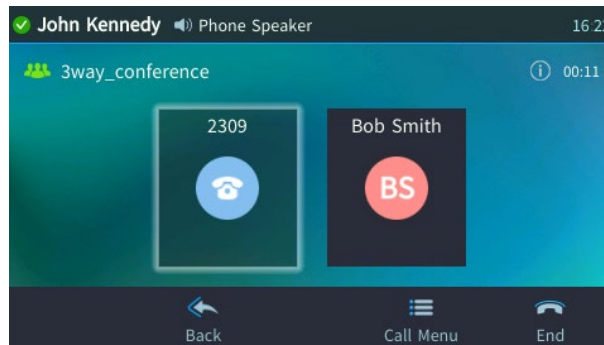 John Kennedy Phone Speaker
3way_conference 00:11
2309 Bob Smith
BS
Back Call Menu End